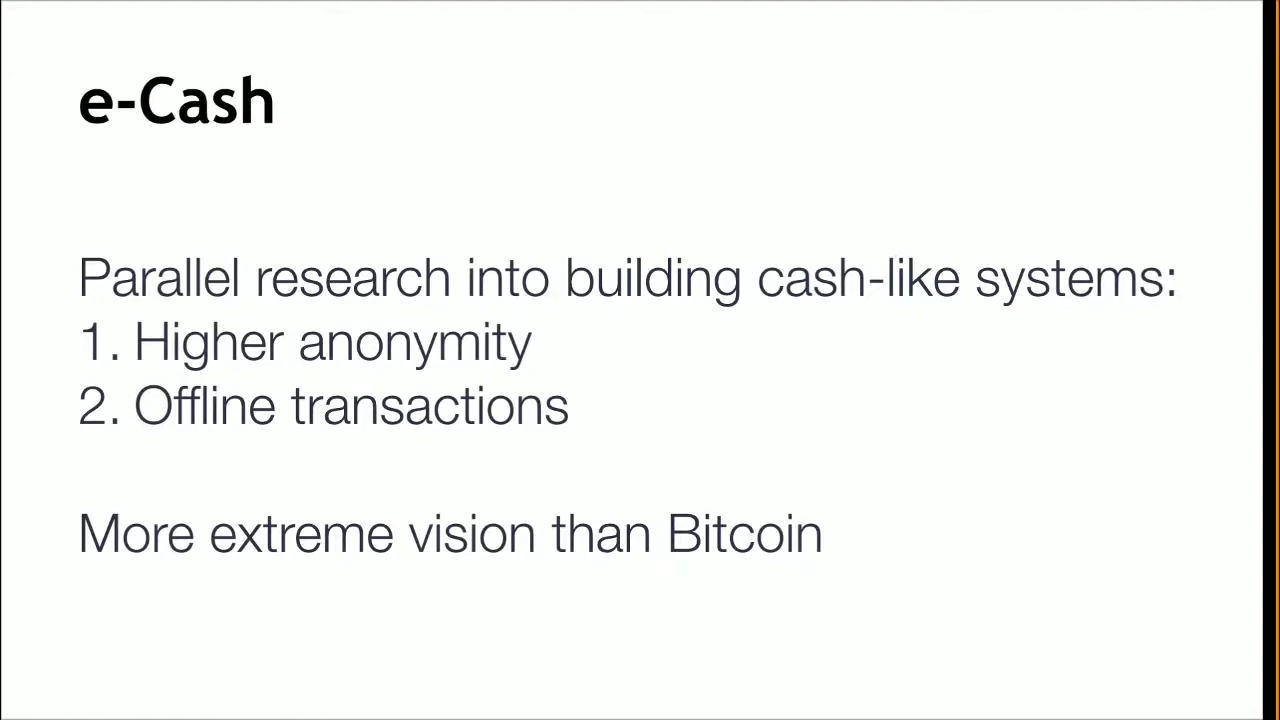 e-Cash
Parallel research into building cash-like systems:
1. Higher anonymity
2. Offline transactions
More extreme vision than Bitcoin